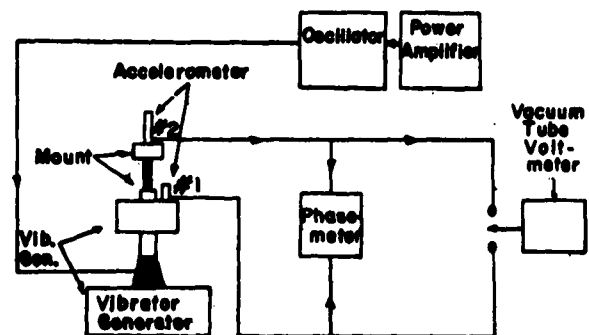 Oscillator
Power
Amplifier
Accelerometer
#2
Vacuum
Tube
Volt-
meter
Mount
#1
Phase-
meter
Vib.
Gen.
Vibrator
Generator